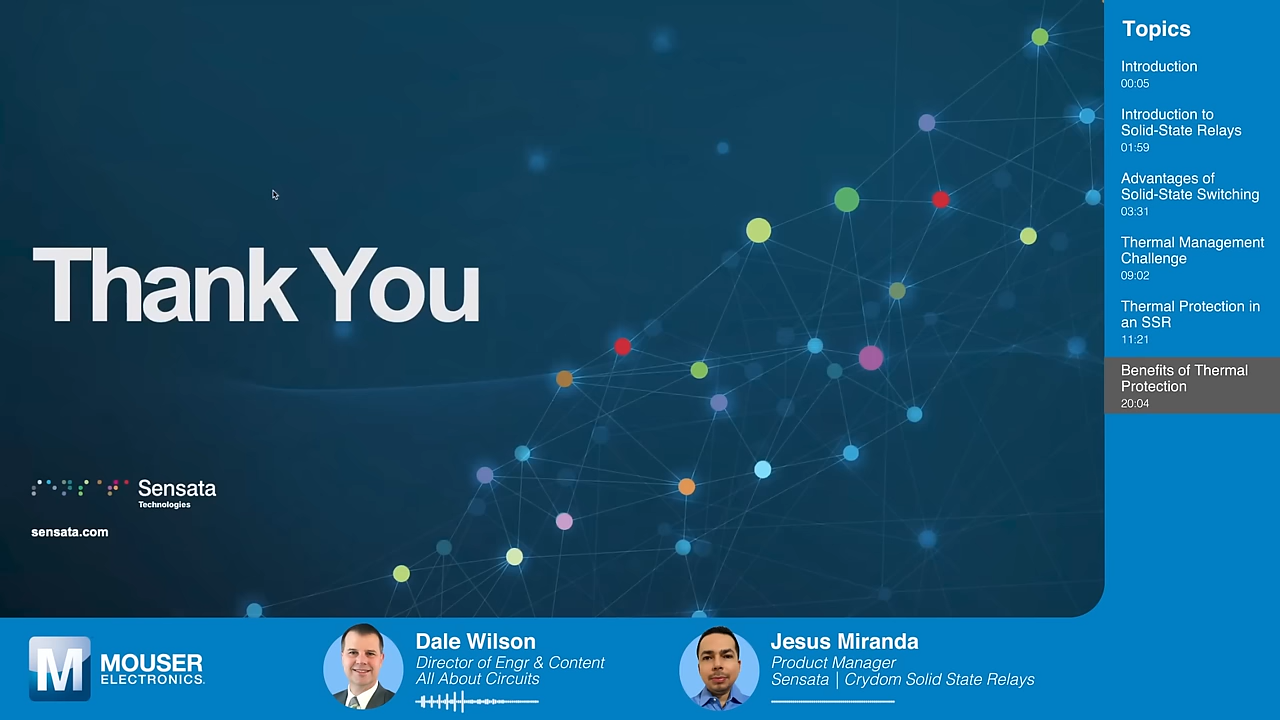 Thank You
Sensata
Technologies
sensata.com
Topics
Introduction
00:05
Introduction to
Solid-State Relays
01:59
Advantages of
Solid-State Switching
03:31
Thermal Management
Challenge
09:02
Thermal Protection in
an SSR
11:21
Benefits of Thermal
Protection
20:04
M MOUSER
ELECTRONICS.
Dale Wilson
Director of Engr & Content
All About Circuits
Jesus Miranda
Product Manager
Sensata | Crydom Solid State Relays